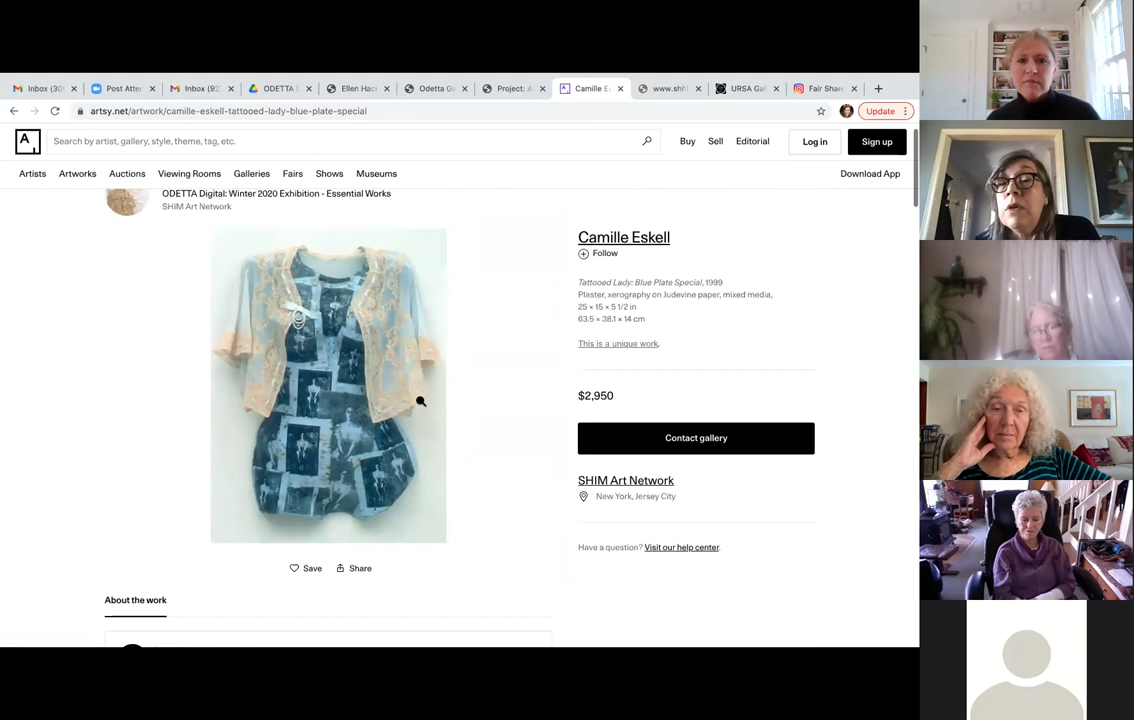 Inbox (30
Post Atte
Inbox (92
ODETTA
Ellen Hac
Odetta Ga
Project: A
Camille E
www.shh
URSA Gal
Fair Share
artsy.net/artwork/camille-eskell-tattooed-lady-blue-plate-special
Update
A
Search by artist, gallery, style, theme, tag, etc.
Buy
Sell
Editorial
Log in
Sign up
Artists
Artworks
Auctions
Viewing Rooms
Galleries
Fairs
Shows
Museums
Download App
ODETTA Digital: Winter 2020 Exhibition - Essential Works
SHIM Art Network
Camille Eskell
Follow
Tattooed Lady: Blue Plate Special, 1999
Plaster, xerography on Judevine paper, mixed media,
25 × 15 × 5 1/2 in
63.5 × 38.1 × 14 cm
This is a unique work.
$2,950
Contact gallery
SHIM Art Network
New York, Jersey City
Have a question? Visit our help center.
Save
Share
About the work